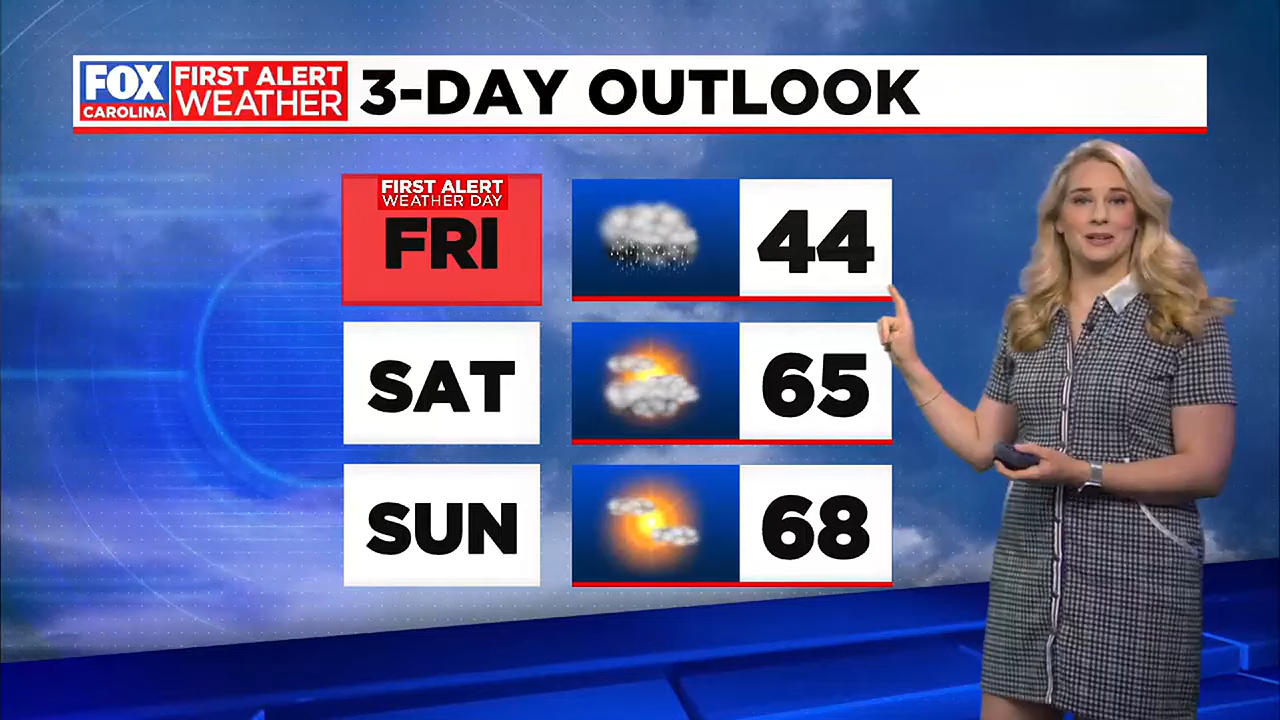 FOX
CAROLINA
FIRST ALERT
WEATHER
3-DAY OUTLOOK
FIRST ALERT
WEATHER DAY
FRI
44
SAT
65
SUN
68